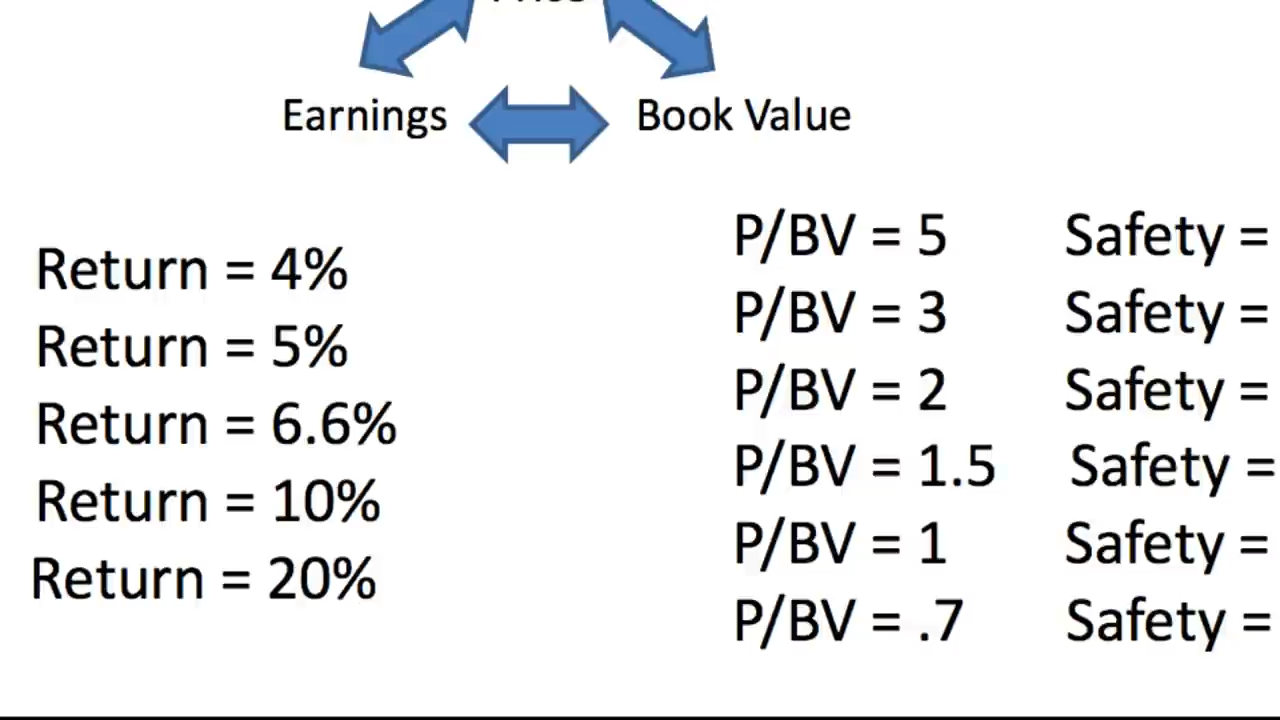 Price
Earnings
Book Value
Return = 4%
Return = 5%
Return = 6.6%
Return = 10%
Return = 20%
P/BV = 5 Safety =
P/BV = 3 Safety =
P/BV = 2 Safety =
P/BV = 1.5 Safety =
P/BV = 1 Safety =
P/BV = .7 Safety =